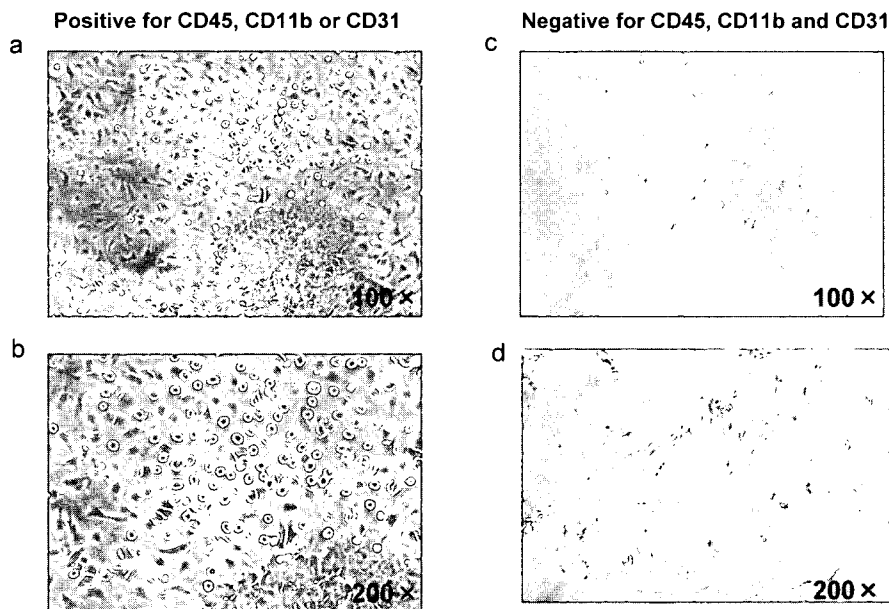 Positive for CD45, CD11b or CD31
Negative for CD45, CD11b and CD31
a
100 ×
c
100 ×
b
200 ×
d
200 ×